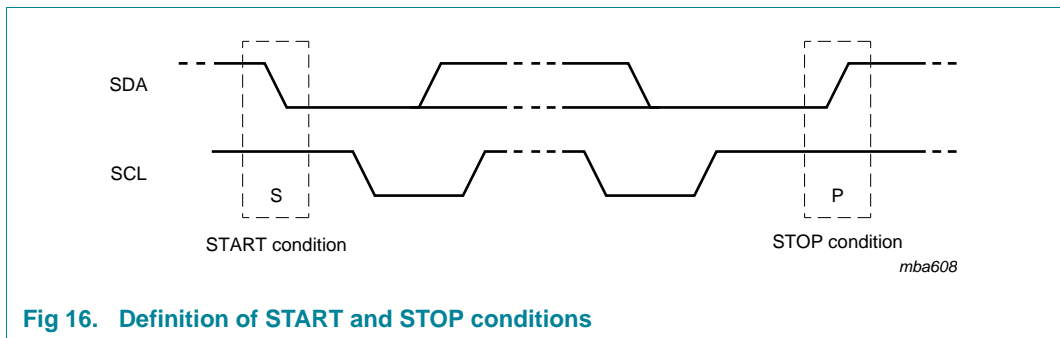 SDA
SCL
S
P
START condition
STOP condition
mba608
Fig 16. Definition of START and STOP conditions